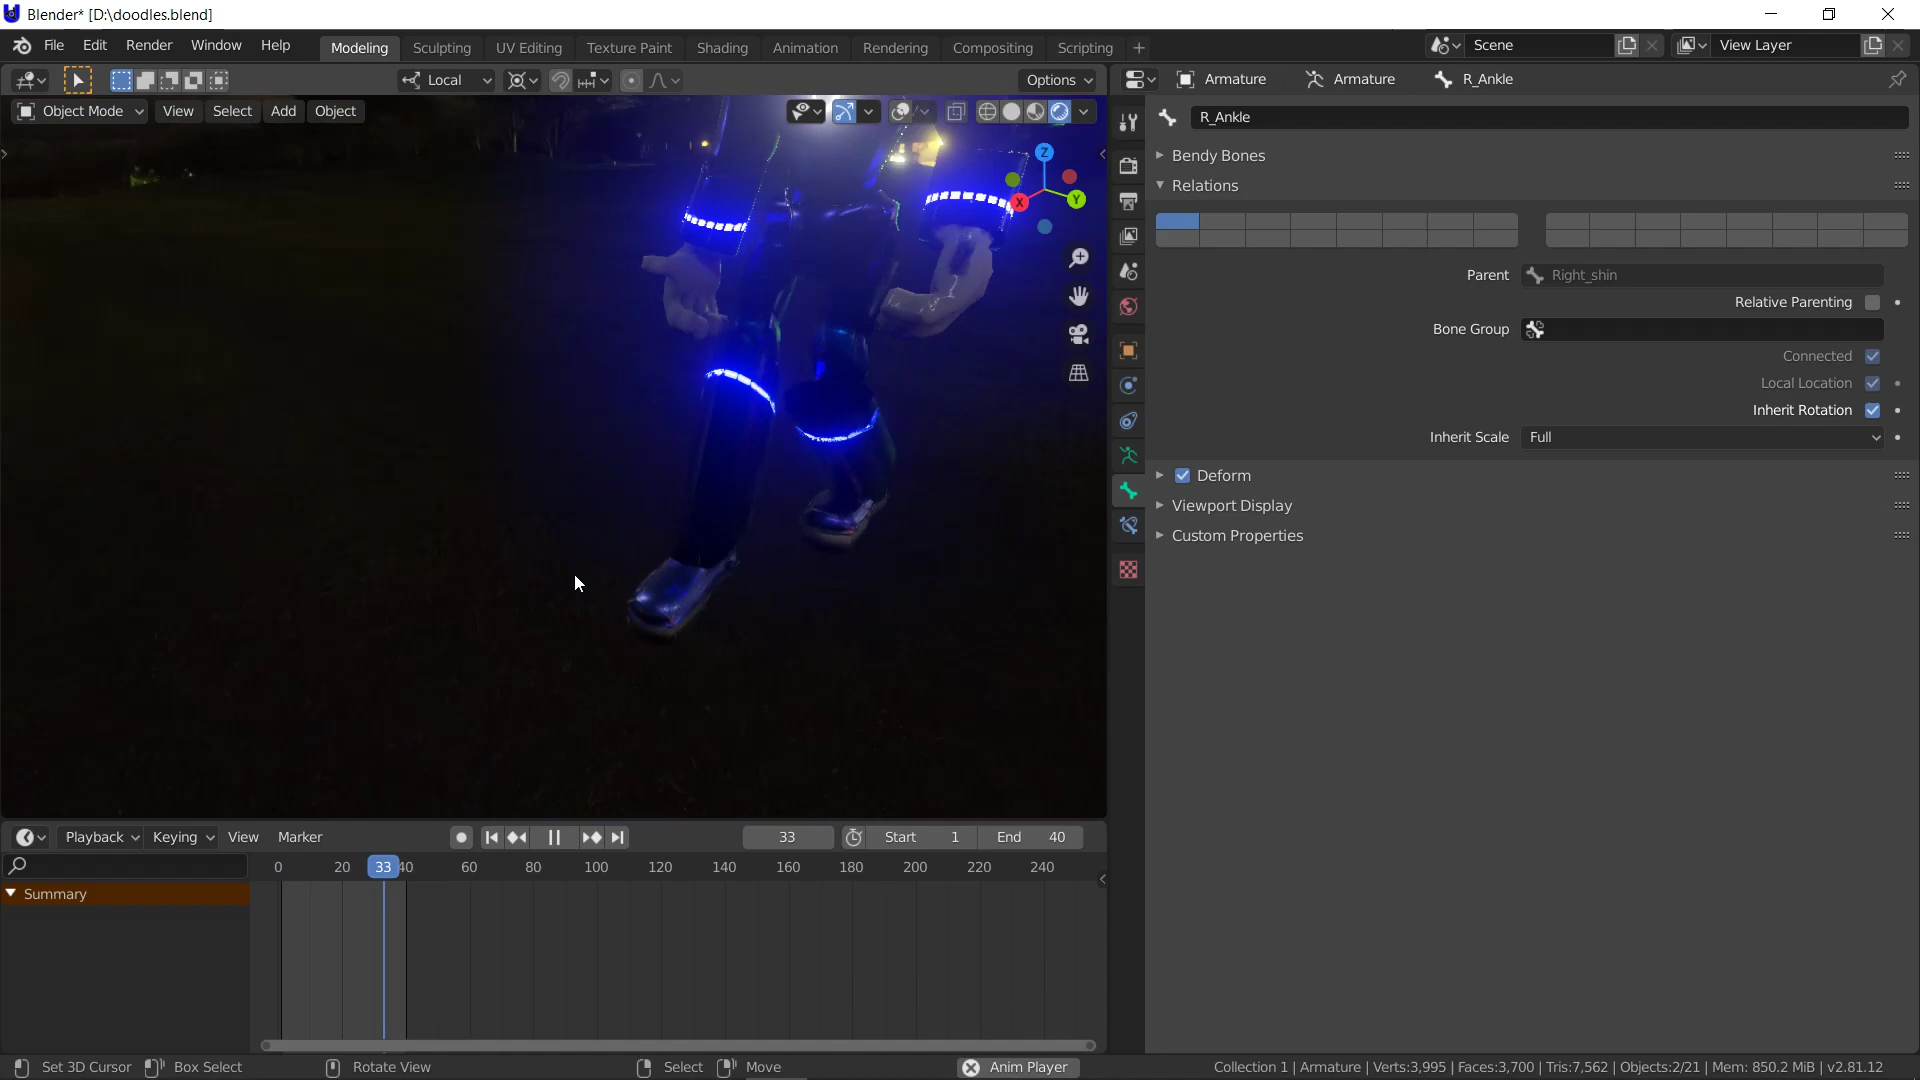 Blender* [D:\doodles.blend]
File Edit Render Window Help Modeling Sculpting UV Editing Texture Paint Shading Animation Rendering Compositing Scripting + Scene View Layer
Local Options Armature Armature R_Ankle
Object Mode View Select Add Object
R_Ankle
Bendy Bones
Relations
Parent Right_shin
Relative Parenting
Bone Group
Connected
Local Location
Inherit Rotation
Inherit Scale Full
Deform
Viewport Display
Custom Properties
Z
X
Y
Playback Keying View Marker 33 Start 1 End 40
0 20 33 40 60 80 100 120 140 160 180 200 220 240
Summary
Set 3D Cursor Box Select Rotate View Select Move Anim Player Collection 1 | Armature | Verts:3,995 | Faces:3,700 | Tris:7,562 | Objects:2/21 | Mem: 850.2 MiB | v2.81.12